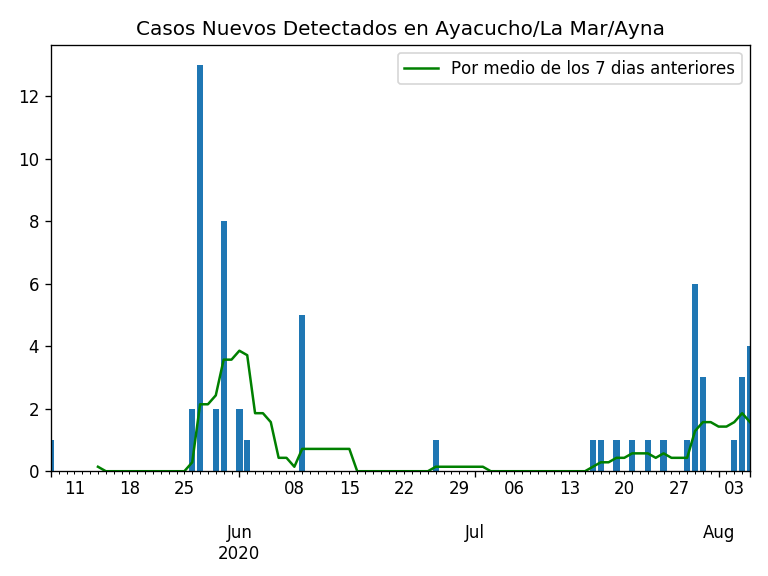 Casos Nuevos Detectados en Ayacucho/La Mar/Ayna
Por medio de los 7 dias anteriores
12
10
8
6
4
2
0
11 18 25 08 15 22 29 06 13 20 27 03
Jun Jul Aug
2020